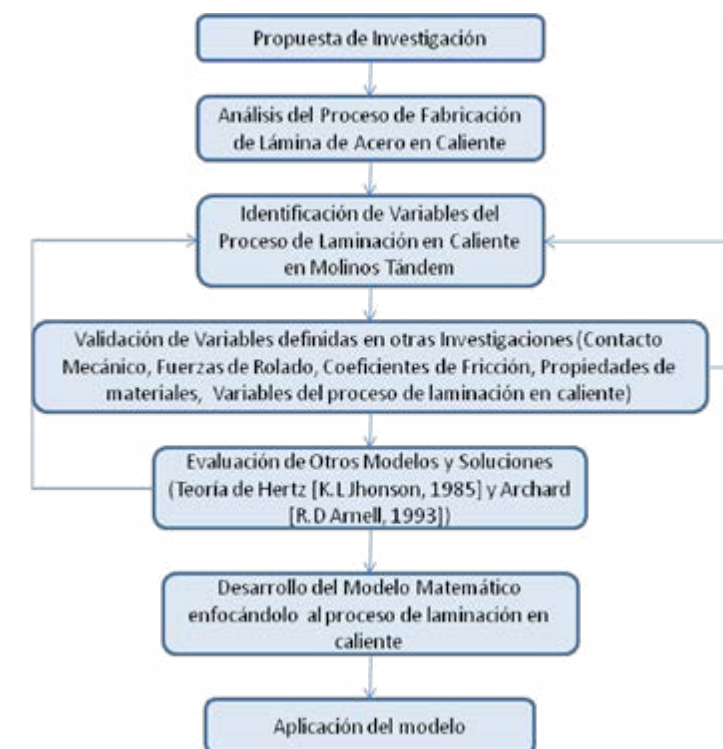 Propuesta de Investigación
Análisis del Proceso de Fabricación
de Lámina de Acero en Caliente
Identificación de Variables del
Proceso de Laminación en Caliente
en Molinos Tándem
Validación de Variables definidas en otras Investigaciones (Contacto
Mecánico, Fuerzas de Rolado, Coeficientes de Fricción, Propiedades de
materiales, Variables del proceso de laminación en caliente)
Evaluación de Otros Modelos y Soluciones
(Teoría de Hertz [K.L Jhonson, 1985] y Archard
[R.D Arnell, 1993])
Desarrollo del Modelo Matemático
enfocándolo al proceso de laminación en
caliente
Aplicación del modelo